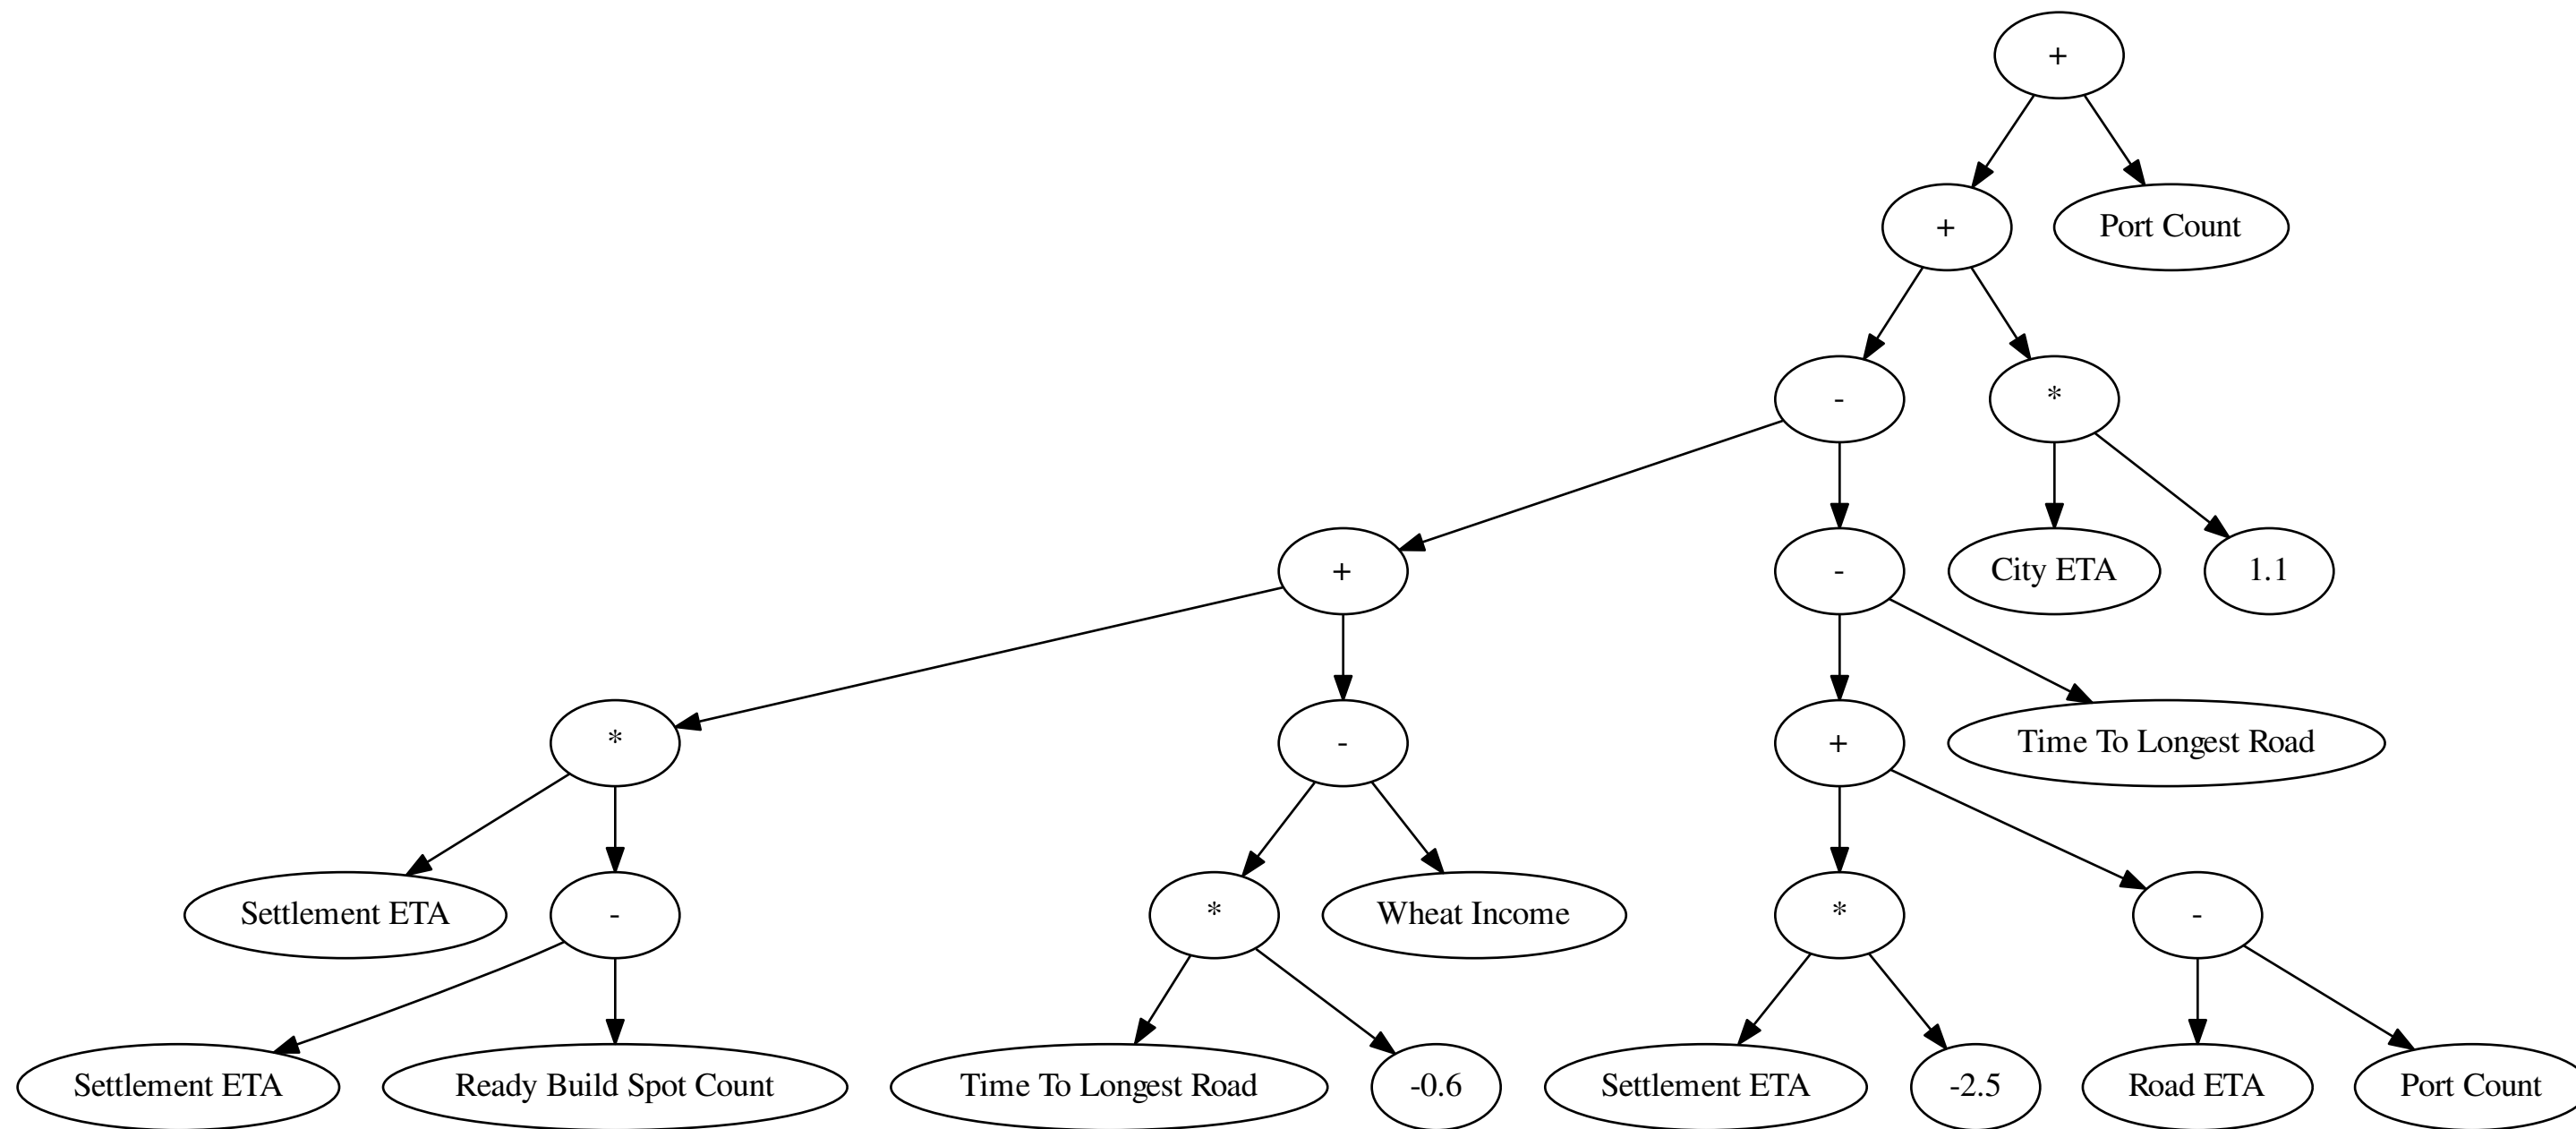 +
+
Port Count
-
*
+
-
City ETA
1.1
*
-
+
Time To Longest Road
Settlement ETA
-
*
Wheat Income
*
-
Settlement ETA
Ready Build Spot Count
Time To Longest Road
-0.6
Settlement ETA
-2.5
Road ETA
Port Count